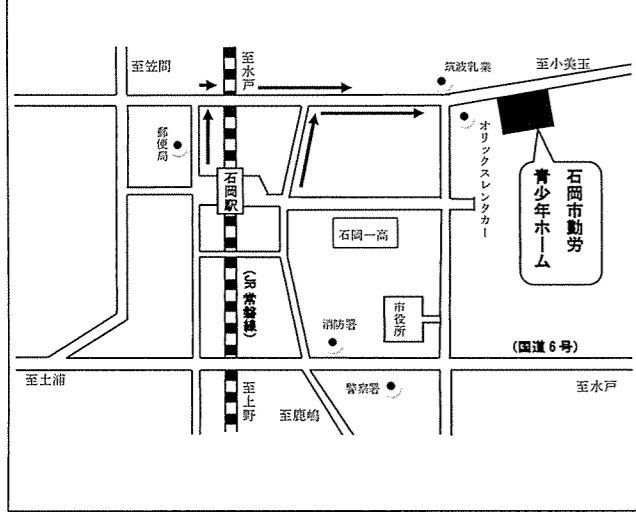 至笠間
至水戸
筑波乳業
至小美玉
郵便局
オリックスレンタカー
石岡市勤労
青少年ホーム
石岡駅
石岡一高
(JR常磐線)
市役所
消防署
(国道6号)
至土浦
至上野
至鹿嶋
警察署
至水戸